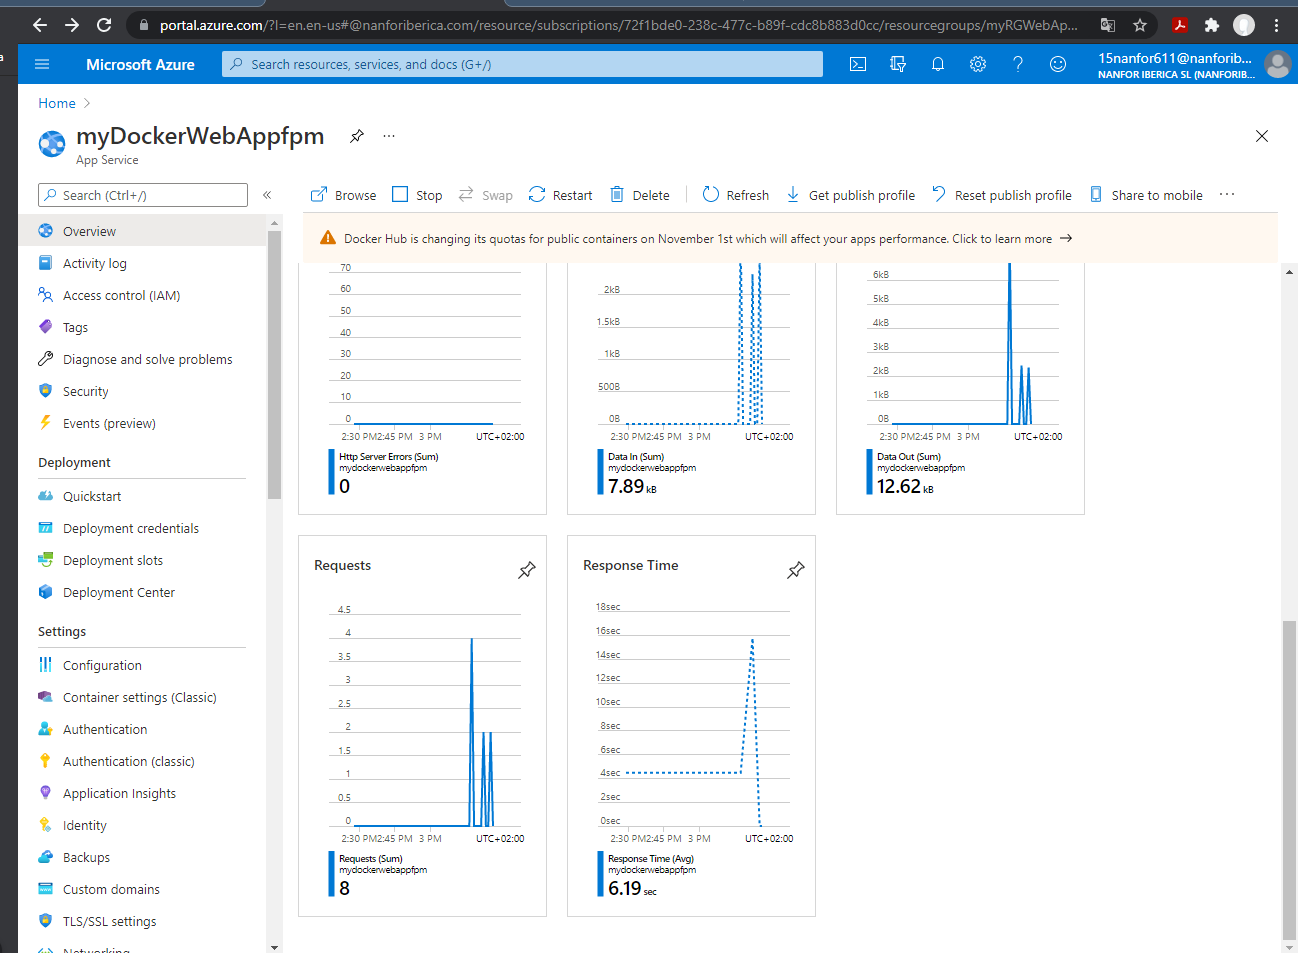 portal.azure.com/?l=en.en-us#@nanforiberica.com/resource/subscriptions/72f1bde0-238c-477c-b89f-cdc8b883d0cc/resourcegroups/myRGWebAp...
Microsoft Azure
Search resources, services, and docs (G+/)
15nanfor611@nanforib...
NANFOR IBERICA SL (NANFORIB...
Home
myDockerWebAppfpm
...
App Service
Search (Ctrl+/)
«
Browse
Stop
Swap
Restart
Delete
Refresh
Get publish profile
Reset publish profile
Share to mobile
...
Docker Hub is changing its quotas for public containers on November 1st which will affect your apps performance. Click to learn more →
Overview
Activity log
Access control (IAM)
Tags
Diagnose and solve problems
Security
Events (preview)
Deployment
Quickstart
Deployment credentials
Deployment slots
Deployment Center
Settings
Configuration
Container settings (Classic)
Authentication
Authentication (classic)
Application Insights
Identity
Backups
Custom domains
TLS/SSL settings
Networking
70
60
50
40
30
20
10
0
2:30 PM 2:45 PM 3 PM UTC+02:00
Http Server Errors (Sum)
mydockerwebappfpm
0
2kB
1.5kB
1kB
500B
0B
2:30 PM 2:45 PM 3 PM UTC+02:00
Data In (Sum)
mydockerwebappfpm
7.89 kB
6kB
5kB
4kB
3kB
2kB
1kB
0B
2:30 PM 2:45 PM 3 PM UTC+02:00
Data Out (Sum)
mydockerwebappfpm
12.62 kB
Requests
4.5
4
3.5
3
2.5
2
1.5
1
0.5
0
2:30 PM 2:45 PM 3 PM UTC+02:00
Requests (Sum)
mydockerwebappfpm
8
Response Time
18sec
16sec
14sec
12sec
10sec
8sec
6sec
4sec
2sec
0sec
2:30 PM 2:45 PM 3 PM UTC+02:00
Response Time (Avg)
mydockerwebappfpm
6.19 sec